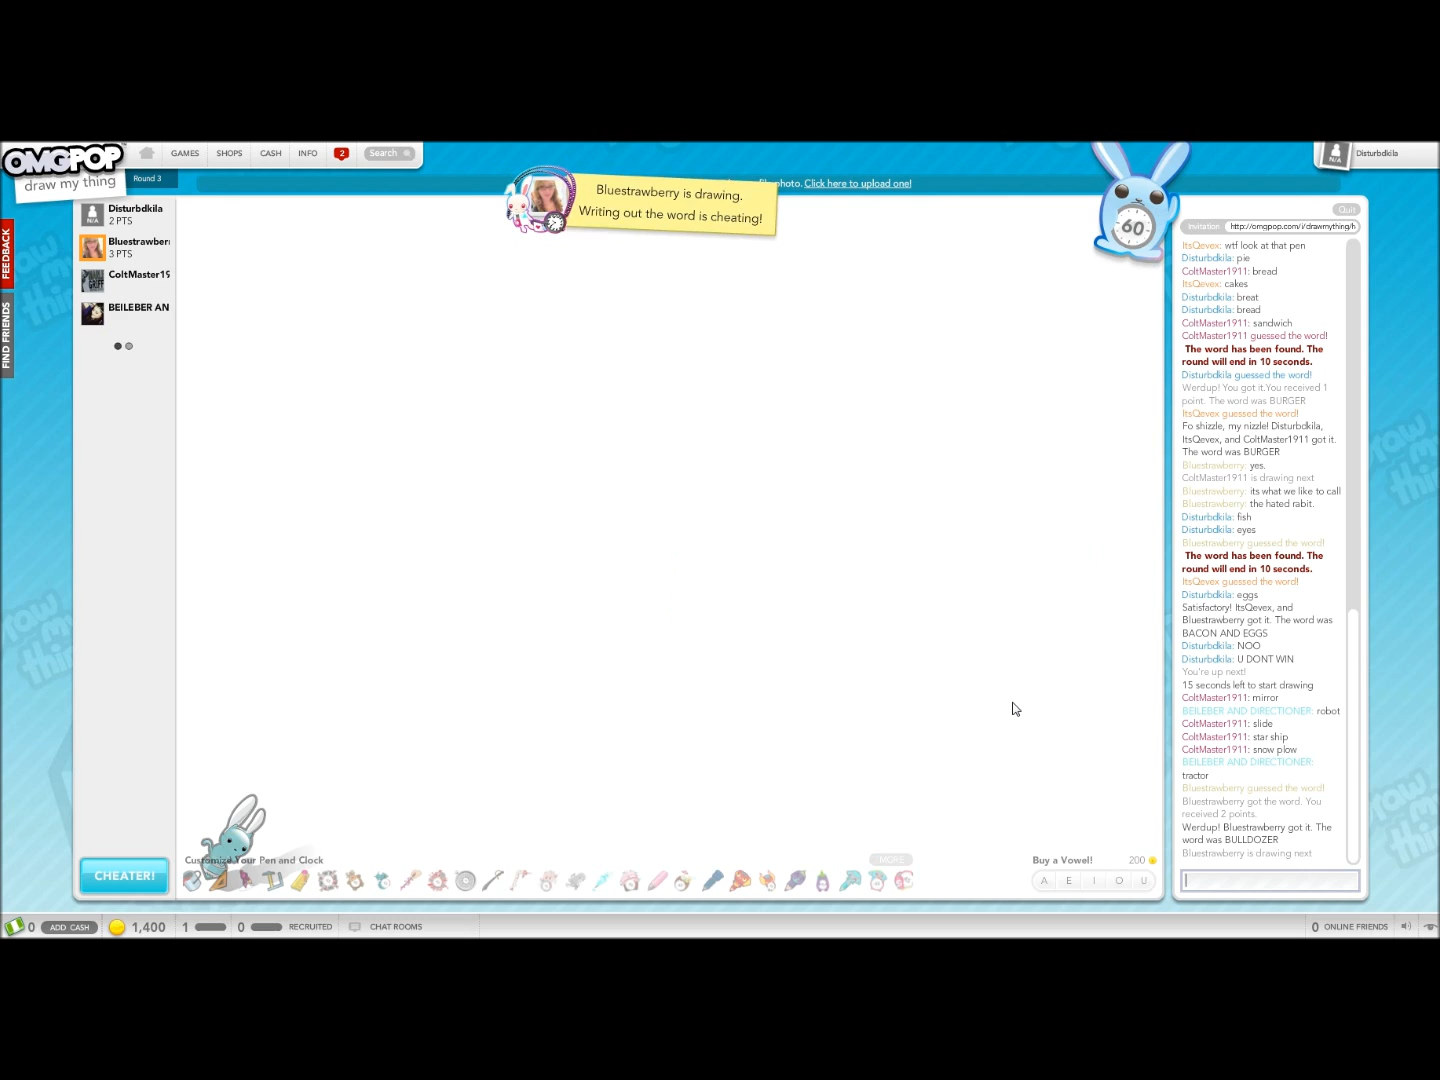 OMGPOP
draw my thing
GAMES
SHOPS
CASH
INFO
2
Search
Disturbdkila
Round 3
photo. Click here to upload one!
Bluestrawberry is drawing.
Writing out the word is cheating!
60
Quit
Invitation
http://omgpop.com/i/drawmything/h
FEEDBACK
FIND FRIENDS
N/A
Disturbdkila
2 PTS
Bluestrawber
3 PTS
ColtMaster19
BEILEBER AN
ItsQevex: wtf look at that pen
Disturbdkila: pie
ColtMaster1911: bread
ItsQevex: cakes
Disturbdkila: breat
Disturbdkila: bread
ColtMaster1911: sandwich
ColtMaster1911 guessed the word!
The word has been found. The
round will end in 10 seconds.
Disturbdkila guessed the word!
Werdup! You got it.You received 1
point. The word was BURGER
ItsQevex guessed the word!
Fo shizzle, my nizzle! Disturbdkila,
ItsQevex, and ColtMaster1911 got it.
The word was BURGER
Bluestrawberry: yes.
ColtMaster1911 is drawing next
Bluestrawberry: its what we like to call
Bluestrawberry: the hated rabit.
Disturbdkila: fish
Disturbdkila: eyes
Bluestrawberry guessed the word!
The word has been found. The
round will end in 10 seconds.
ItsQevex guessed the word!
Disturbdkila: eggs
Satisfactory! ItsQevex, and
Bluestrawberry got it. The word was
BACON AND EGGS
Disturbdkila: NOO
Disturbdkila: U DONT WIN
You're up next!
15 seconds left to start drawing
ColtMaster1911: mirror
BEILEBER AND DIRECTIONER: robot
ColtMaster1911: slide
ColtMaster1911: star ship
ColtMaster1911: snow plow
BEILEBER AND DIRECTIONER:
tractor
Bluestrawberry guessed the word!
Bluestrawberry got the word. You
received 2 points.
Werdup! Bluestrawberry got it. The
word was BULLDOZER
Bluestrawberry is drawing next
CHEATER!
Customize Your Pen and Clock
MORE
Buy a Vowel!
200
A E I O U
0
ADD CASH
1,400
1
0
RECRUITED
CHAT ROOMS
0 ONLINE FRIENDS